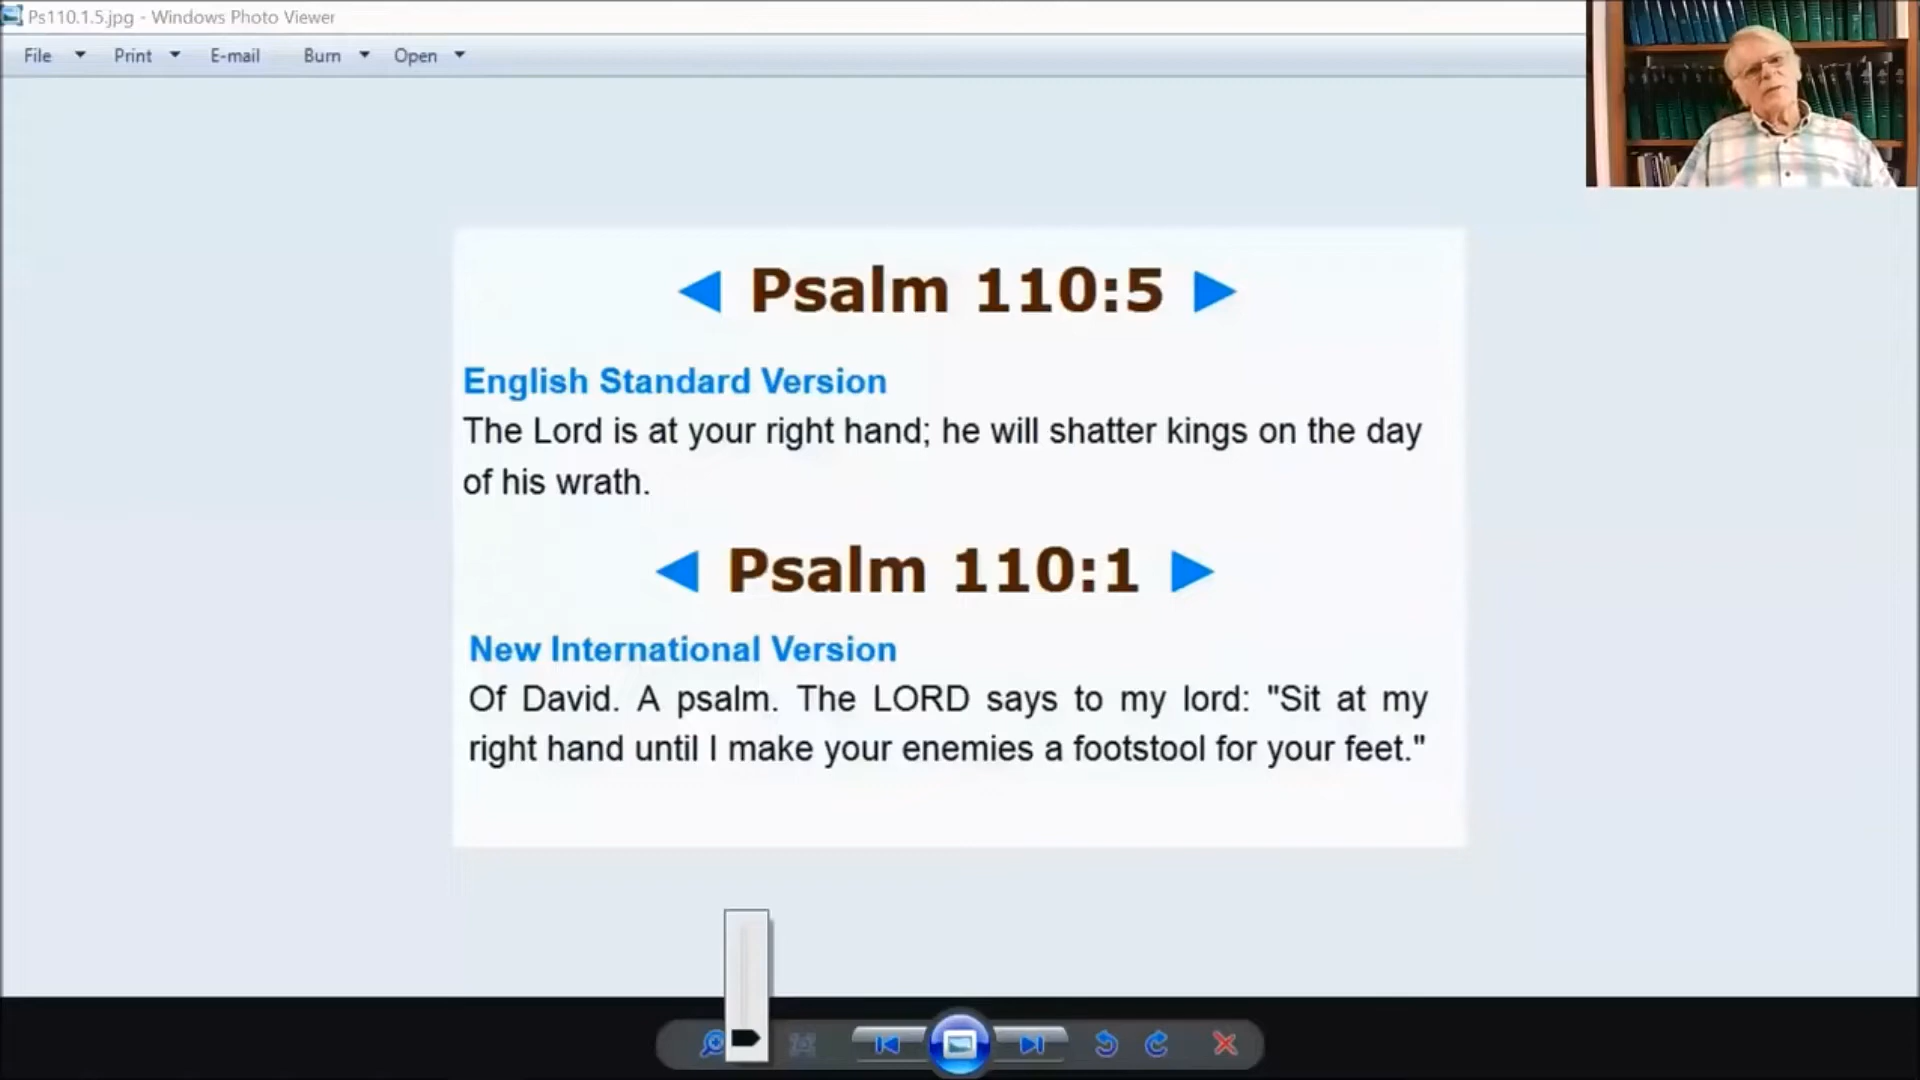 Ps110.1.5.jpg - Windows Photo Viewer
File Print E-mail Burn Open
Psalm 110:5
English Standard Version
The Lord is at your right hand; he will shatter kings on the day
of his wrath.
Psalm 110:1
New International Version
Of David. A psalm. The LORD says to my lord: "Sit at my
right hand until I make your enemies a footstool for your feet."